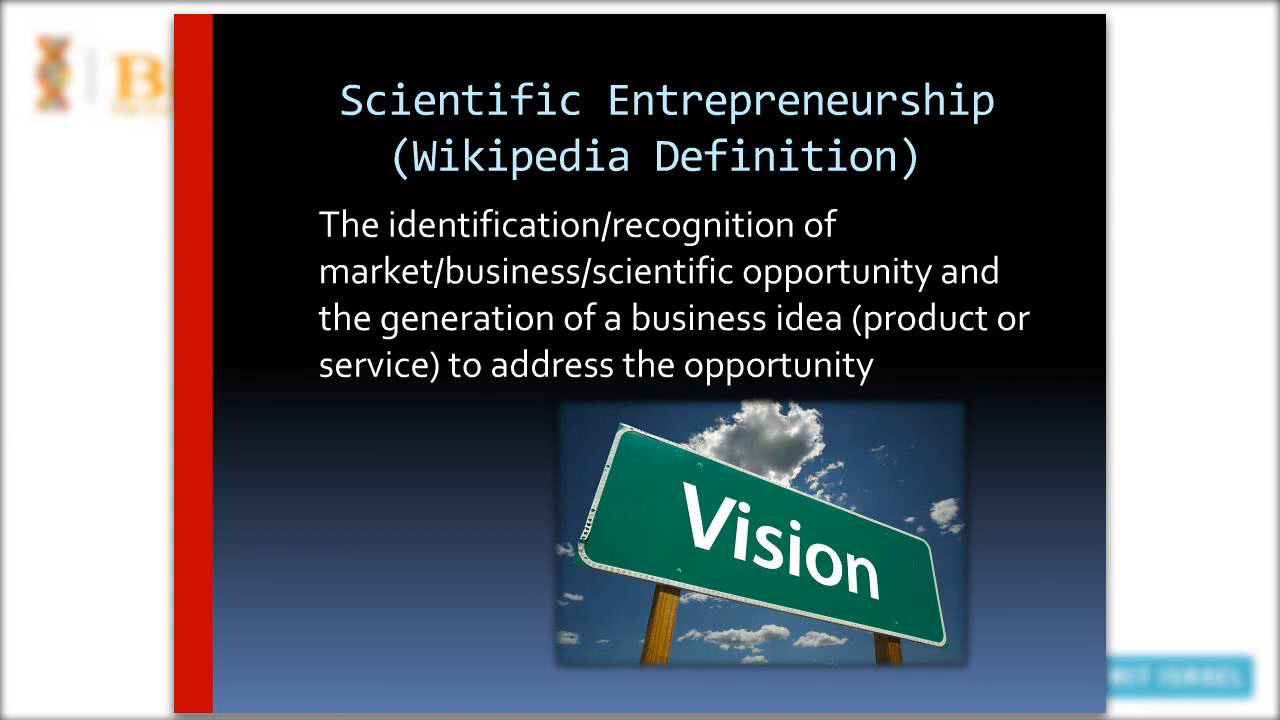 Scientific Entrepreneurship
(Wikipedia Definition)
The identification/recognition of
market/business/scientific opportunity and
the generation of a business idea (product or
service) to address the opportunity
Vision
ISRAEL